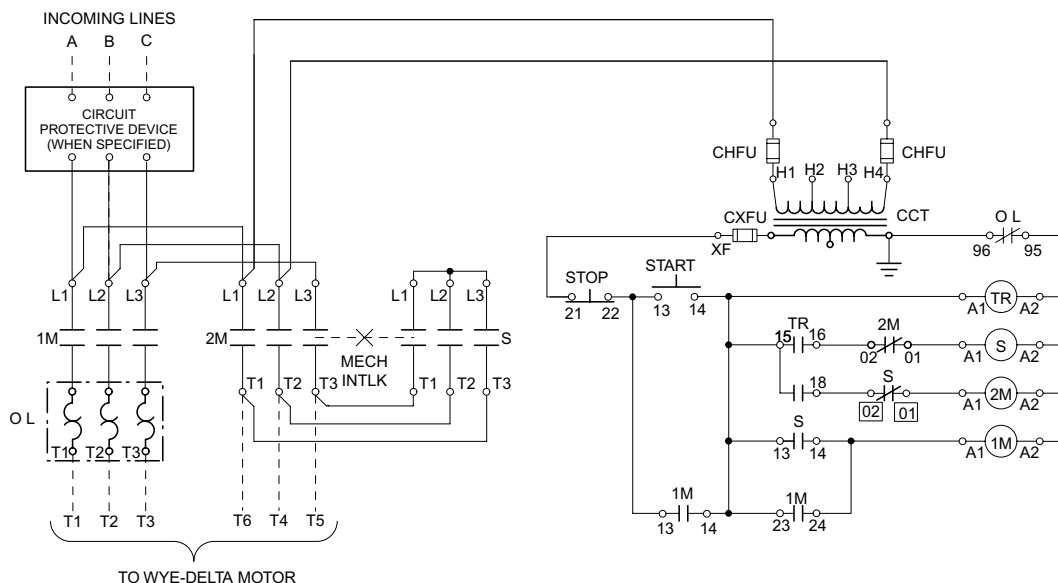 INCOMING LINES
A B C
CIRCUIT
PROTECTIVE DEVICE
(WHEN SPECIFIED)
CHFU CHFU
H1 H2 H3 H4
CXFU CCT O L
XF 96 95
STOP START
21 22 13 14 A1 TR A2
L1 L2 L3 L1 L2 L3 L1 L2 L3
1M 2M S
MECH
INTLK
TR 2M
15 16 02 01 A1 S A2
T1 T2 T3 T1 T2 T3
18 S
02 01 A1 2M A2
O L
T1 T2 T3
S
13 14 A1 1M A2
1M 1M
13 14 23 24
T1 T2 T3 T6 T4 T5
TO WYE-DELTA MOTOR